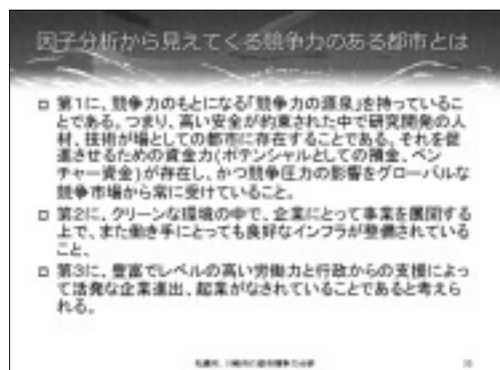 因子分析から見えてくる競争力のある都市とは
□ 第1に、競争力のもとになる「競争力の源泉」を持っているこ
とである。つまり、高い安全が約束された中で研究開発の人
材、技術が場としての都市に存在することである。それを促
進させるための資金力(ポテンシャルとしての預金、ベン
チャー資金)が存在し、かつ競争圧力の影響をグローバルな
競争市場から常に受けていること。
□ 第2に、クリーンな環境の中で、企業にとって事業を展開する
上で、また働き手にとっても良好なインフラが整備されている
こと、
□ 第3に、豊富でレベルの高い労働力と行政からの支援によっ
て活発な企業進出、起業がなされていることであると考えら
れる。